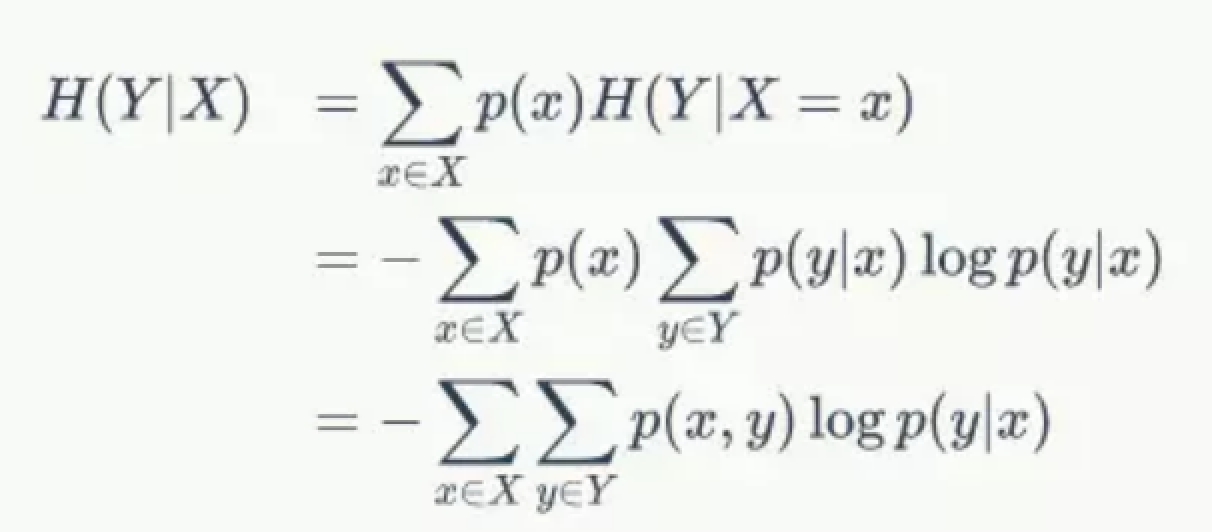 H(Y|X) = ∑_{x∈X} p(x)H(Y|X = x)
= − ∑_{x∈X} p(x) ∑_{y∈Y} p(y|x) log p(y|x)
= − ∑_{x∈X} ∑_{y∈Y} p(x, y) log p(y|x)